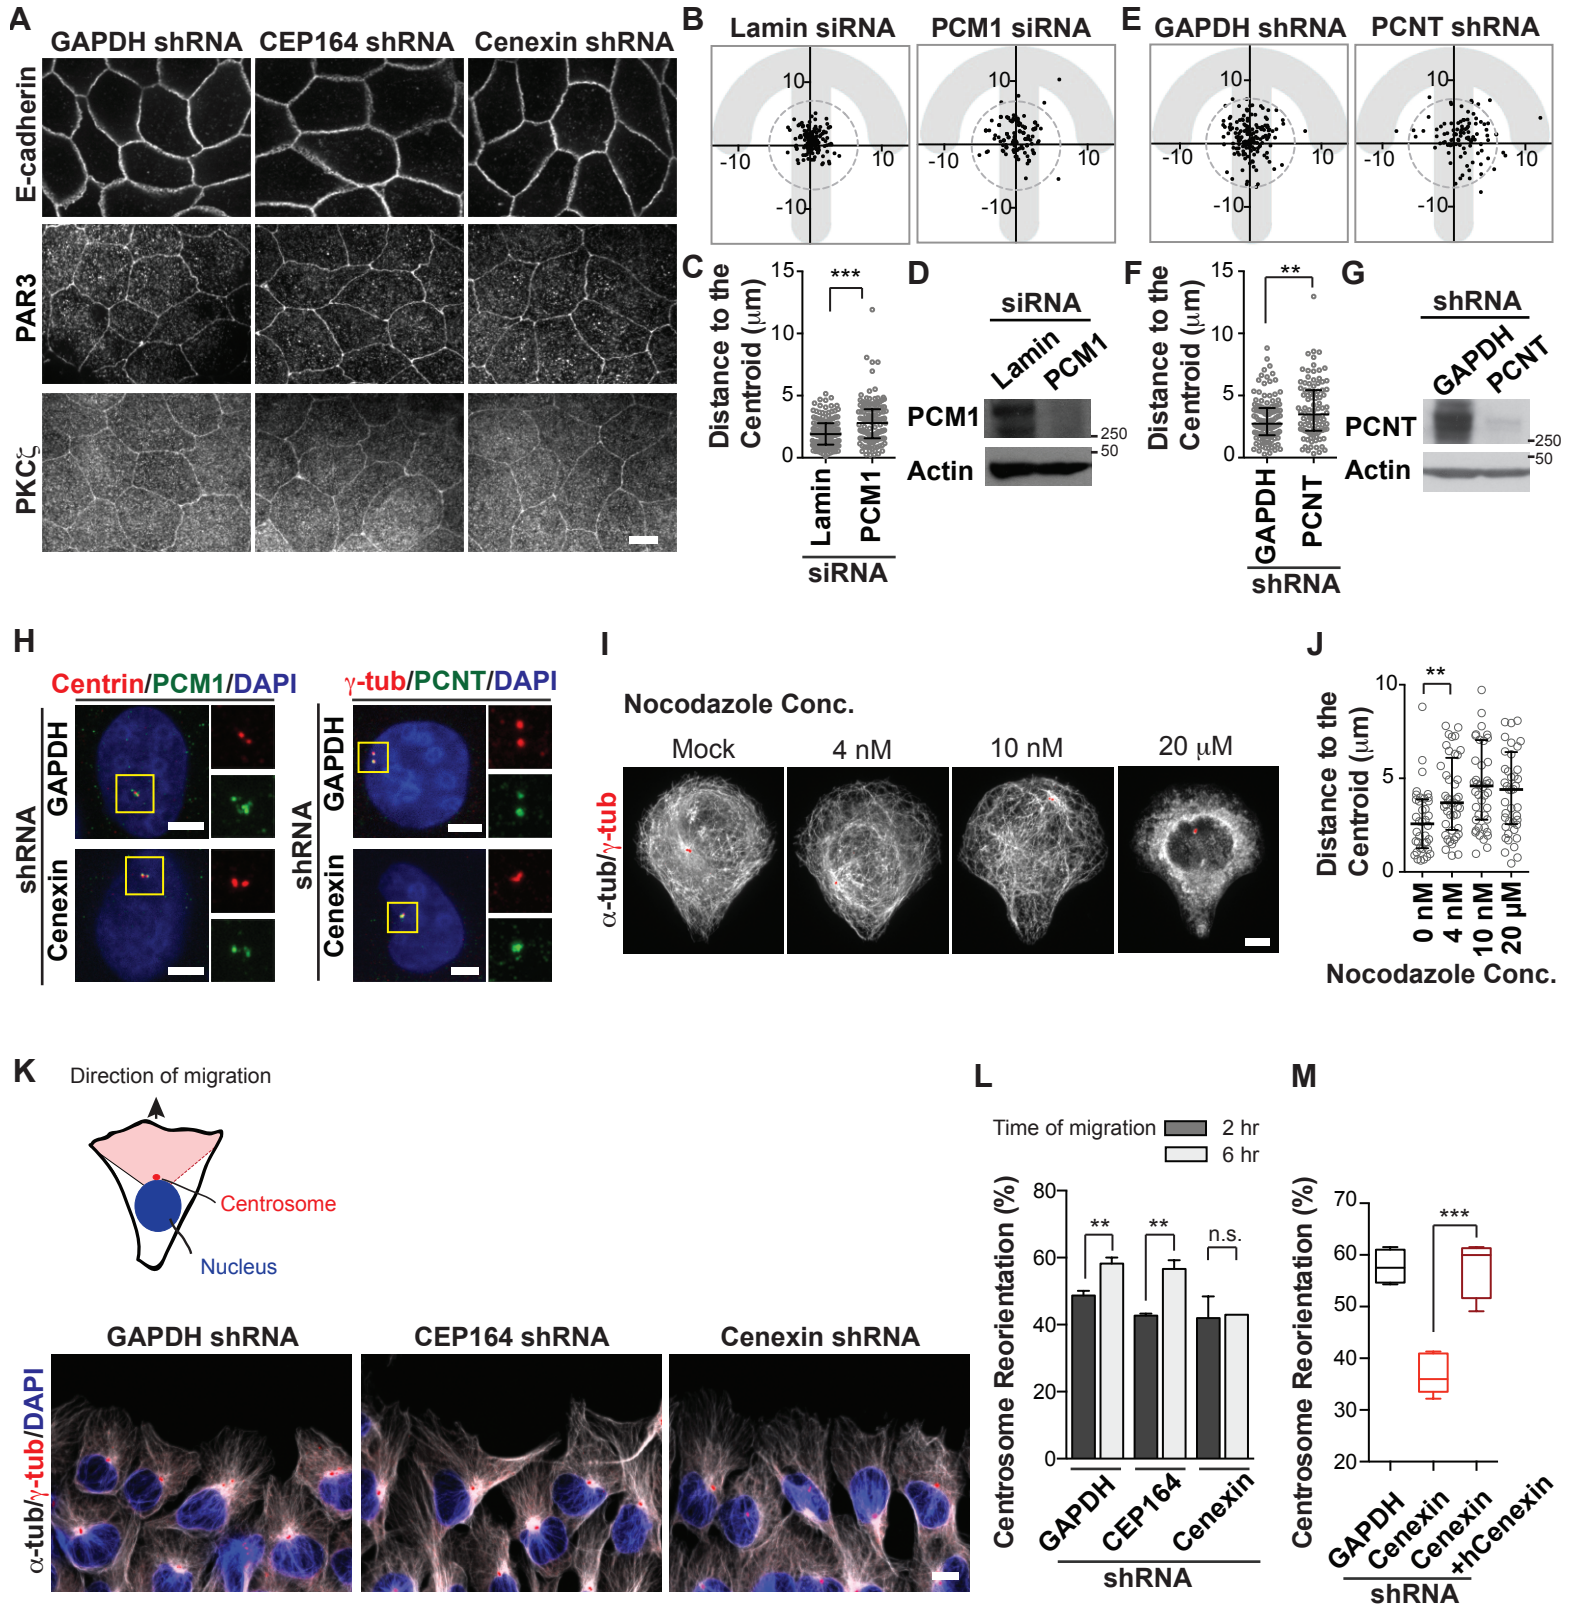 A
GAPDH shRNA CEP164 shRNA Cenexin shRNA
E-cadherin
PAR3
PKCζ
B
Lamin siRNA PCM1 siRNA
10
-10 10
-10
10
-10 10
-10
E
GAPDH shRNA PCNT shRNA
10
-10 10
-10
10
-10 10
-10
C
Distance to the
Centroid (μm)
15
10
5
0
***
Lamin
PCM1
siRNA
D
siRNA
Lamin
PCM1
PCM1
250
50
Actin
F
Distance to the
Centroid (μm)
15
10
5
0
**
GAPDH
PCNT
shRNA
G
shRNA
GAPDH
PCNT
PCNT
250
50
Actin
H
Centrin/PCM1/DAPI
γ-tub/PCNT/DAPI
shRNA
GAPDH
Cenexin
shRNA
GAPDH
Cenexin
I
Nocodazole Conc.
Mock 4 nM 10 nM 20 μM
α-tub/γ-tub
J
Distance to the
Centroid (μm)
10
5
0
**
0 nM
4 nM
10 nM
20 μM
Nocodazole Conc.
K
Direction of migration
Centrosome
Nucleus
GAPDH shRNA CEP164 shRNA Cenexin shRNA
α-tub/γ-tub/DAPI
L
Time of migration 2 hr
6 hr
Centrosome Reorientation (%)
80
60
40
20
0
** ** n.s.
GAPDH
CEP164
Cenexin
shRNA
M
Centrosome Reorientation (%)
70
60
50
40
30
20
***
GAPDH
Cenexin
Cenexin
+hCenexin
shRNA